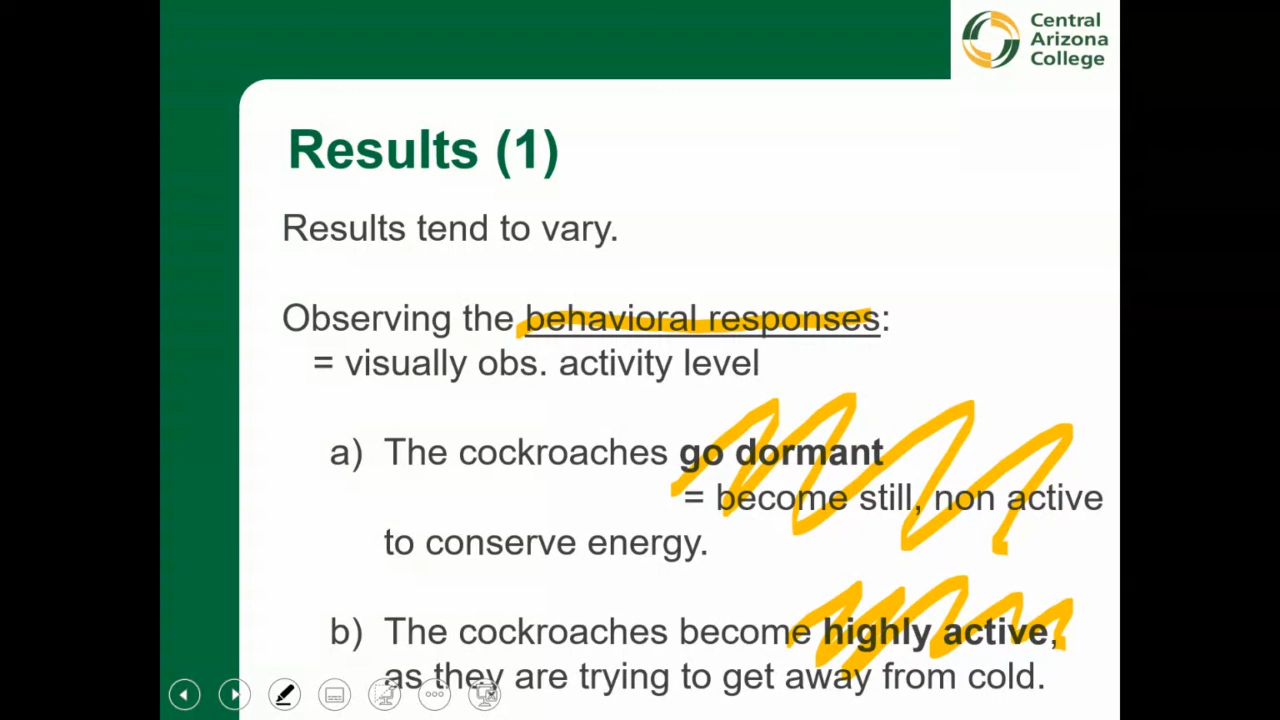 Central
Arizona
College
Results (1)
Results tend to vary.
Observing the behavioral responses:
= visually obs. activity level
a) The cockroaches go dormant
= become still, non active
to conserve energy.
b) The cockroaches become highly active,
as they are trying to get away from cold.